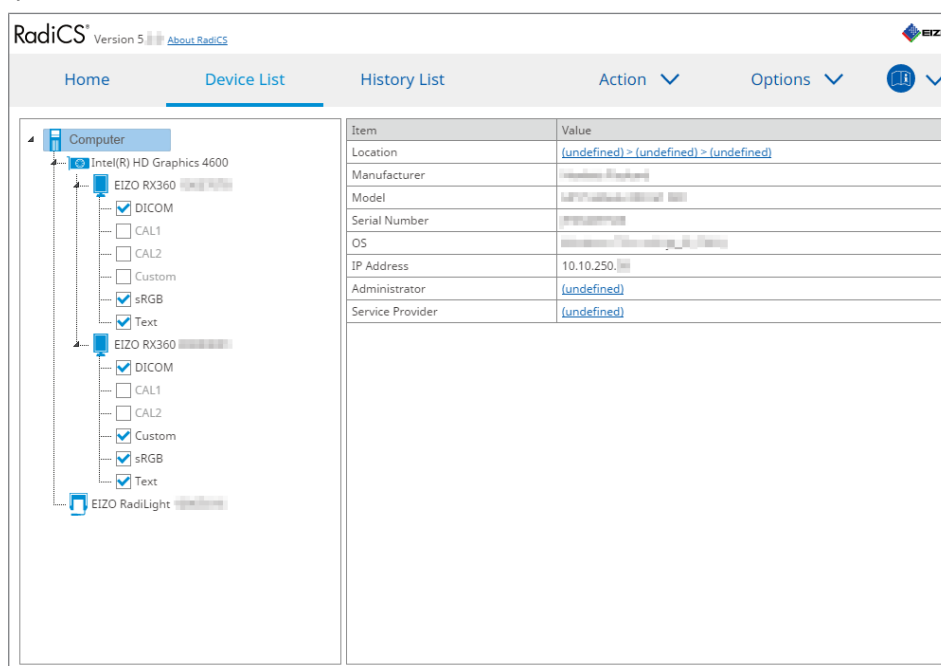 RadiCS® Version 5. About RadiCS
EIZ
Home Device List History List Action Options
Computer
Intel(R) HD Graphics 4600
EIZO RX360
DICOM
CAL1
CAL2
Custom
sRGB
Text
EIZO RX360
DICOM
CAL1
CAL2
Custom
sRGB
Text
EIZO RadiLight
Item Value
Location (undefined) > (undefined) > (undefined)
Manufacturer
Model
Serial Number
OS
IP Address 10.10.250.
Administrator (undefined)
Service Provider (undefined)